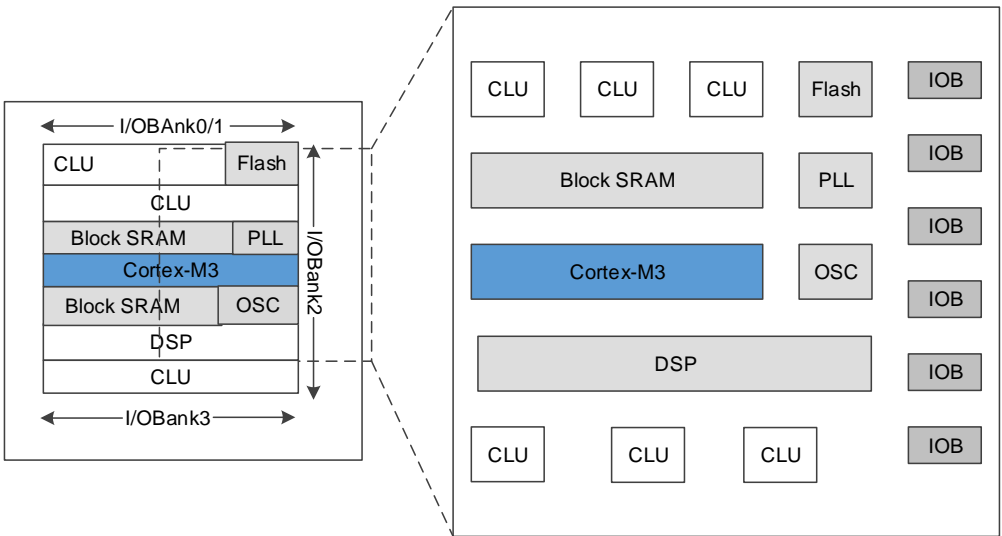 I/OBAnk0/1
CLU
Flash
CLU
Block SRAM
PLL
Cortex-M3
Block SRAM
OSC
DSP
CLU
I/OBank2
I/OBank3
CLU CLU CLU Flash IOB
IOB
Block SRAM PLL
IOB
Cortex-M3 OSC
IOB
DSP
IOB
CLU CLU CLU IOB